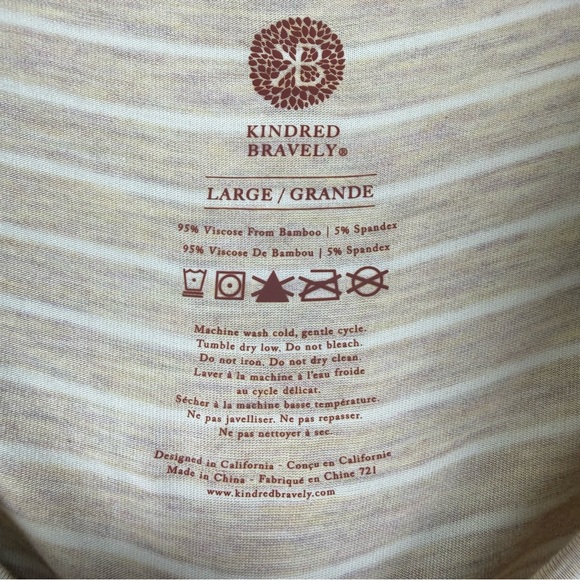 KB
KINDRED
BRAVELY®
LARGE / GRANDE
95% Viscose From Bamboo | 5% Spandex
95% Viscose De Bambou | 5% Spandex
Machine wash cold, gentle cycle.
Tumble dry low. Do not bleach.
Do not iron. Do not dry clean.
Laver à la machine à l'eau froide
au cycle délicat.
Sécher à la machine basse température.
Ne pas javelliser. Ne pas repasser.
Ne pas nettoyer à sec.
Designed in California - Conçu en Californie
Made in China - Fabriqué en Chine 721
www.kindredbravely.com